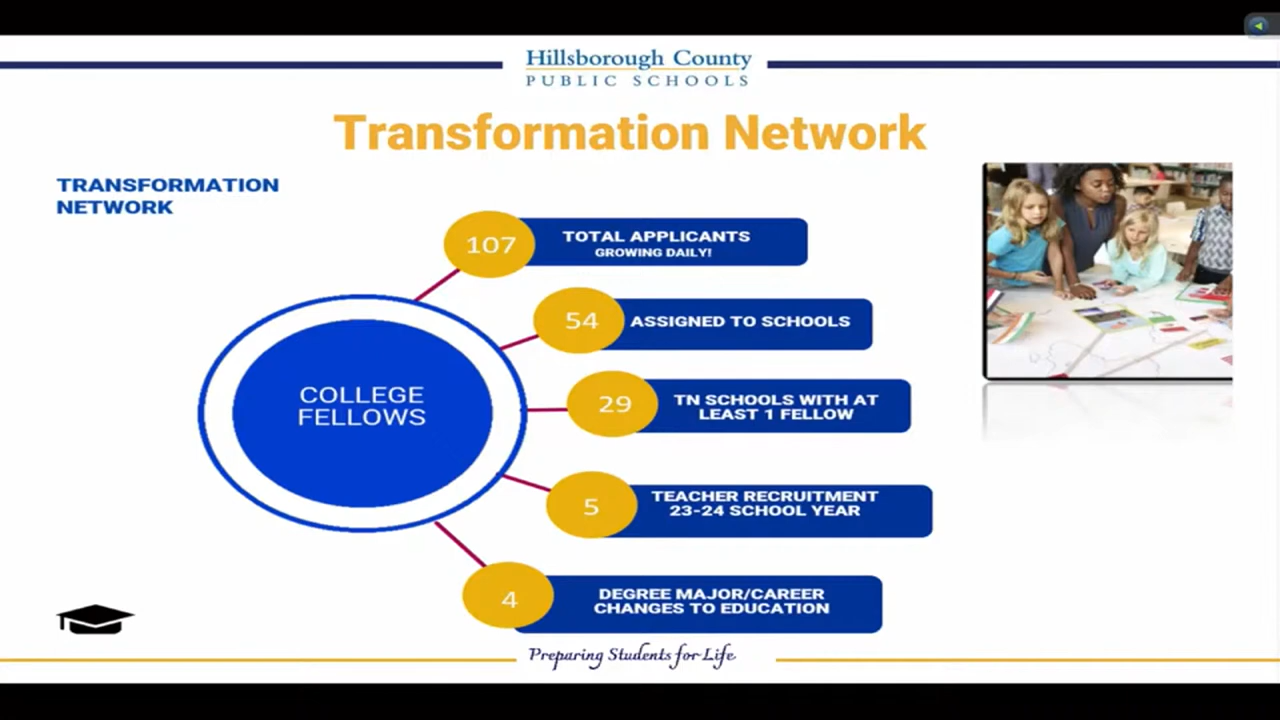 Hillsborough County
PUBLIC SCHOOLS
Transformation Network
TRANSFORMATION
NETWORK
107
TOTAL APPLICANTS
GROWING DAILY!
54
ASSIGNED TO SCHOOLS
COLLEGE
FELLOWS
29
TN SCHOOLS WITH AT
LEAST 1 FELLOW
5
TEACHER RECRUITMENT
23-24 SCHOOL YEAR
4
DEGREE MAJOR/CAREER
CHANGES TO EDUCATION
Preparing Students for Life